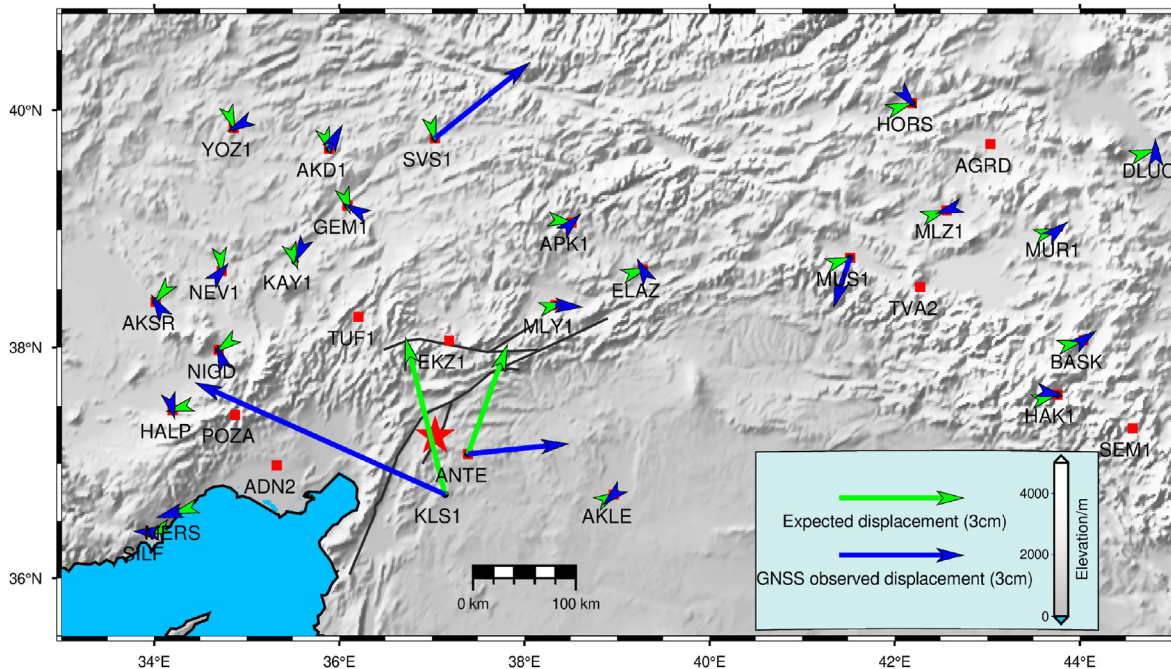 40°N
38°N
36°N
34°E
36°E
38°E
40°E
42°E
44°E
YOZ1
AKD1
SVS1
HORS
AGRD
DLUC
GEM1
APK1
MLZ1
MUR1
KAY1
NEV1
ELAZ
MUS1
TVA2
AKSR
TUF1
EKZ1
MLY1
NIGD
BASK
HALP
POZA
HAK1
SEM1
ANTE
ADN2
KLS1
AKLE
MERS
SILF
0 km
100 km
Expected displacement (3cm)
GNSS observed displacement (3cm)
4000
2000
0
Elevation/m